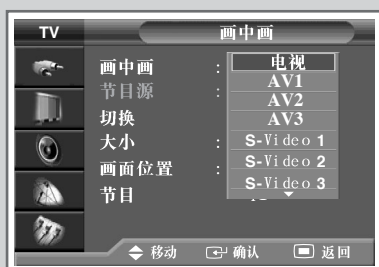 TV 画中画
画中画 :
节目源 :
切换
大小 :
画面位置 :
节目
电视
AV1
AV2
AV3
S-Video 1
S-Video 2
S-Video 3
移动 确认 返回